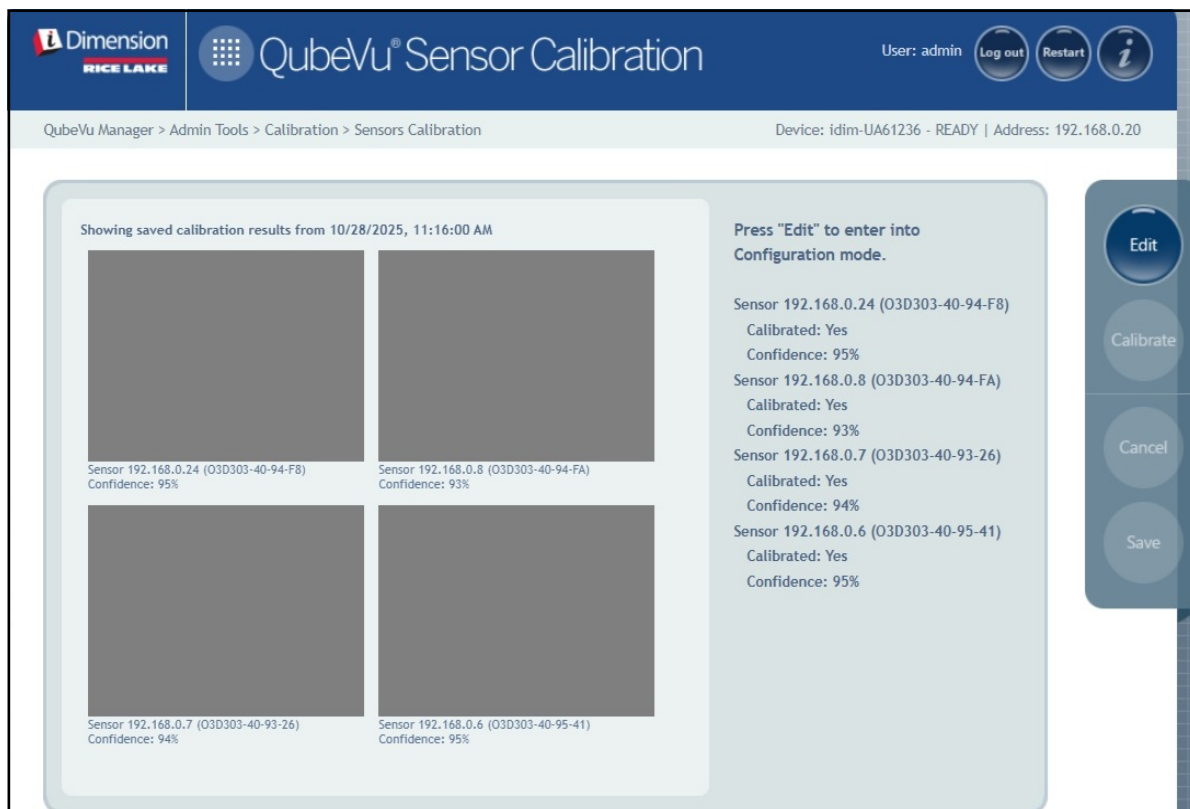 iDimension
RICE LAKE
QubeVu® Sensor Calibration
User: admin
Log out
Restart
i
QubeVu Manager > Admin Tools > Calibration > Sensors Calibration
Device: idim-UA61236 - READY | Address: 192.168.0.20
Showing saved calibration results from 10/28/2025, 11:16:00 AM
Sensor 192.168.0.24 (O3D303-40-94-F8)
Confidence: 95%
Sensor 192.168.0.8 (O3D303-40-94-FA)
Confidence: 93%
Sensor 192.168.0.7 (O3D303-40-93-26)
Confidence: 94%
Sensor 192.168.0.6 (O3D303-40-95-41)
Confidence: 95%
Press "Edit" to enter into
Configuration mode.
Sensor 192.168.0.24 (O3D303-40-94-F8)
Calibrated: Yes
Confidence: 95%
Sensor 192.168.0.8 (O3D303-40-94-FA)
Calibrated: Yes
Confidence: 93%
Sensor 192.168.0.7 (O3D303-40-93-26)
Calibrated: Yes
Confidence: 94%
Sensor 192.168.0.6 (O3D303-40-95-41)
Calibrated: Yes
Confidence: 95%
Edit
Calibrate
Cancel
Save